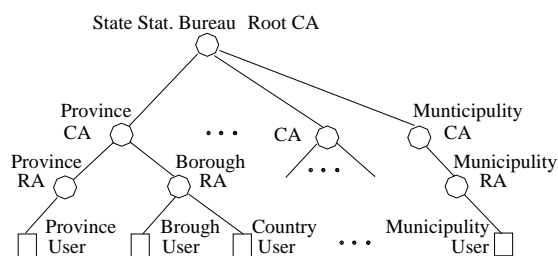 State Stat. Bureau Root CA
Province
CA
. . .
CA
Munticipality
CA
Province
RA
Borough
RA
. . .
Municipality
RA
Province
User
Brough
User
Country
User
. . .
Municipality
User